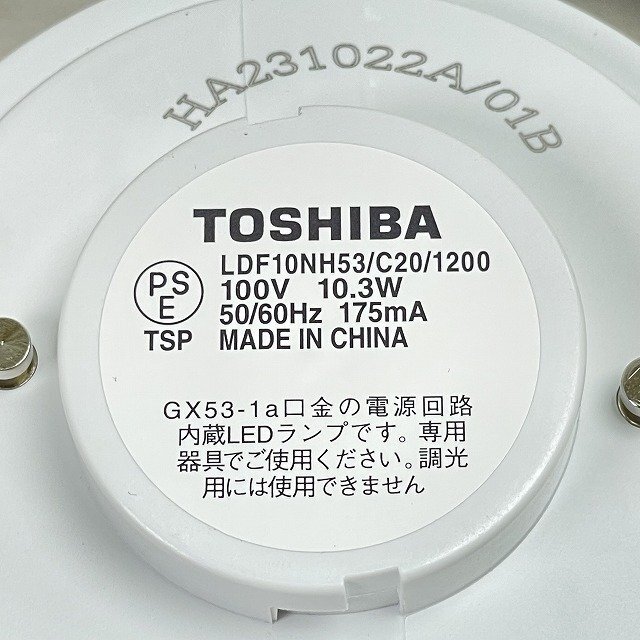 HA231022A/01B
TOSHIBA
LDF10NH53/C20/1200
PS
E
100V 10.3W
50/60Hz 175mA
TSP MADE IN CHINA
GX53-1a口金の電源回路
内蔵LEDランプです。専用
器具でご使用ください。調光
用には使用できません